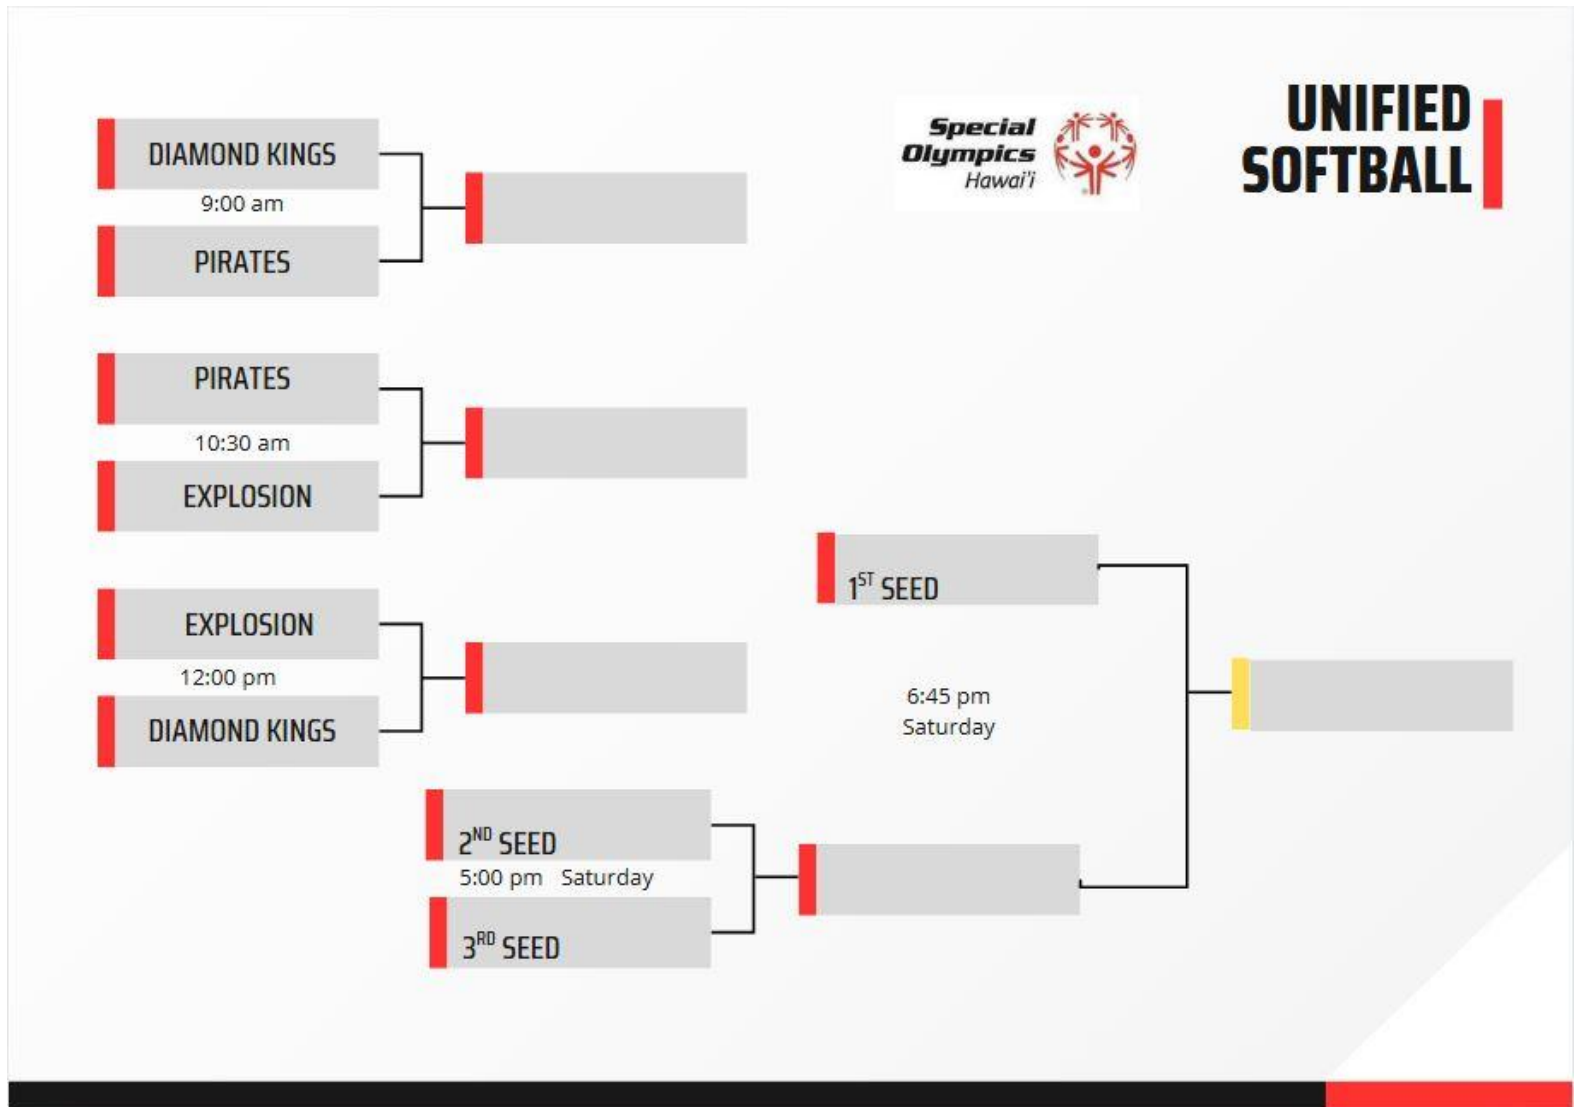 Special
Olympics
Hawai'i
UNIFIED
SOFTBALL
DIAMOND KINGS
9:00 am
PIRATES
PIRATES
10:30 am
EXPLOSION
EXPLOSION
12:00 pm
DIAMOND KINGS
1ST SEED
6:45 pm
Saturday
2ND SEED
5:00 pm Saturday
3RD SEED